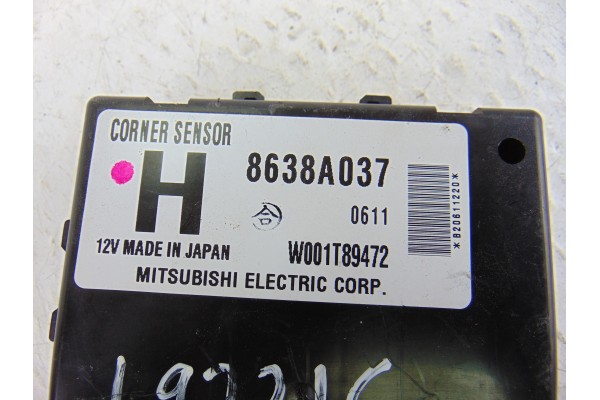 CORNER SENSOR
H 8638A037
合 0611
12V MADE IN JAPAN W001T89472
MITSUBISHI ELECTRIC CORP.
*B20611220*